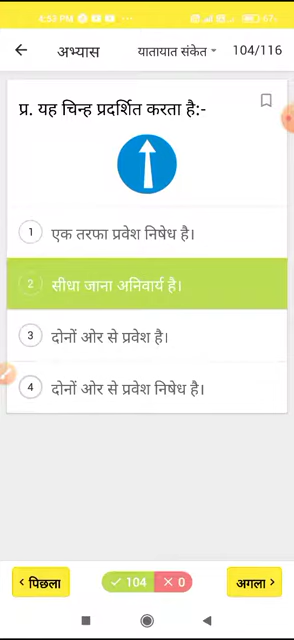 4:53 PM
67
अभ्यास
यातायात संकेत
104/116
प्र. यह चिन्ह प्रदर्शित करता है:-
1 एक तरफा प्रवेश निषेध है।
2 सीधा जाना अनिवार्य है।
3 दोनों ओर से प्रवेश है।
4 दोनों ओर से प्रवेश निषेध है।
< पिछला
✓ 104 ✕ 0
अगला >